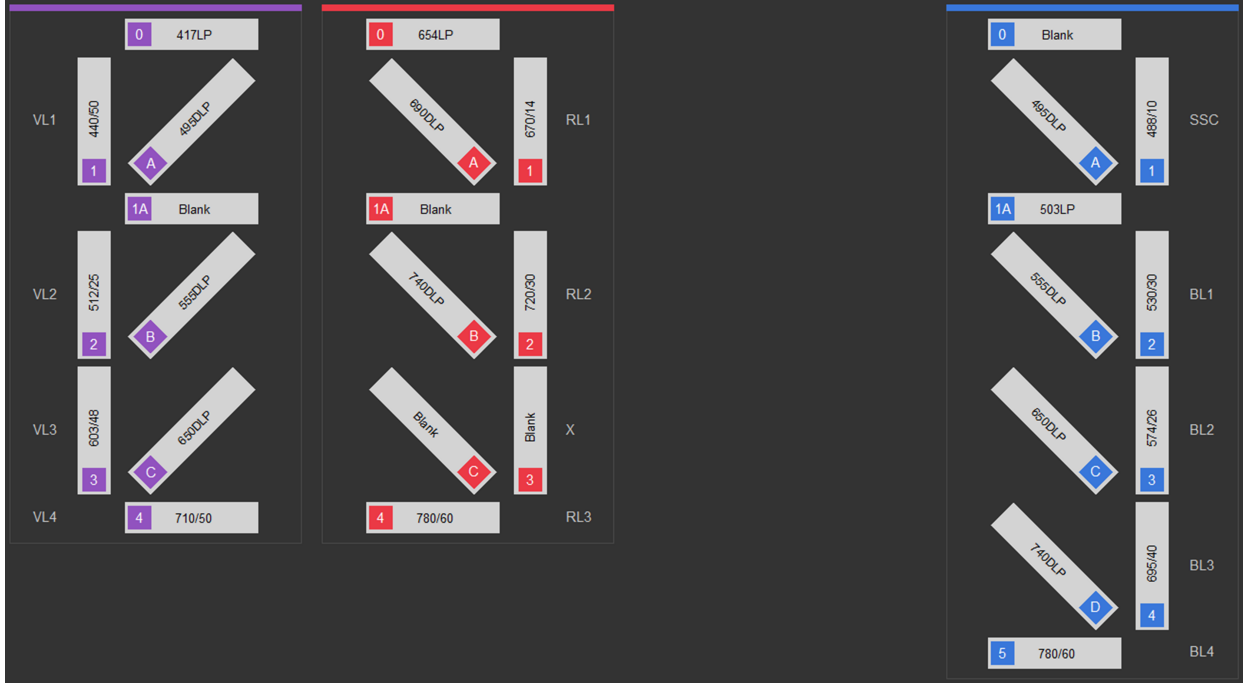 0 417LP
VL1 440/50 1 495DLP A
1A Blank
VL2 512/25 2 555DLP B
VL3 603/48 3 650DLP C
VL4 4 710/50
0 654LP
690DLP A 670/14 1 RL1
1A Blank
740DLP B 720/30 2 RL2
Blank C Blank 3 X
4 780/60 RL3
0 Blank
495DLP A 488/10 1 SSC
1A 503LP
555DLP B 530/30 2 BL1
650DLP C 574/26 3 BL2
740DLP D 695/40 4 BL3
5 780/60 BL4